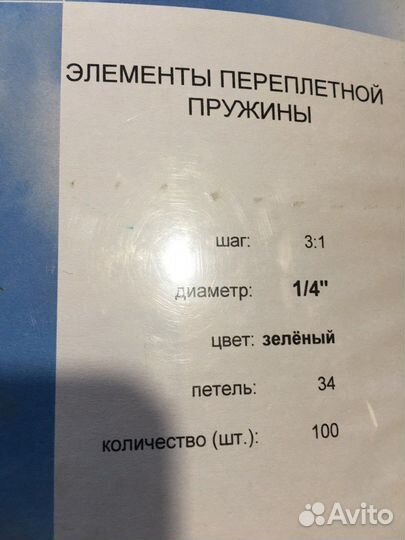 ЭЛЕМЕНТЫ ПЕРЕПЛЕТНОЙ
ПРУЖИНЫ
шаг: 3:1
диаметр: 1/4"
цвет: зелёный
петель: 34
количество (шт.): 100
Avito